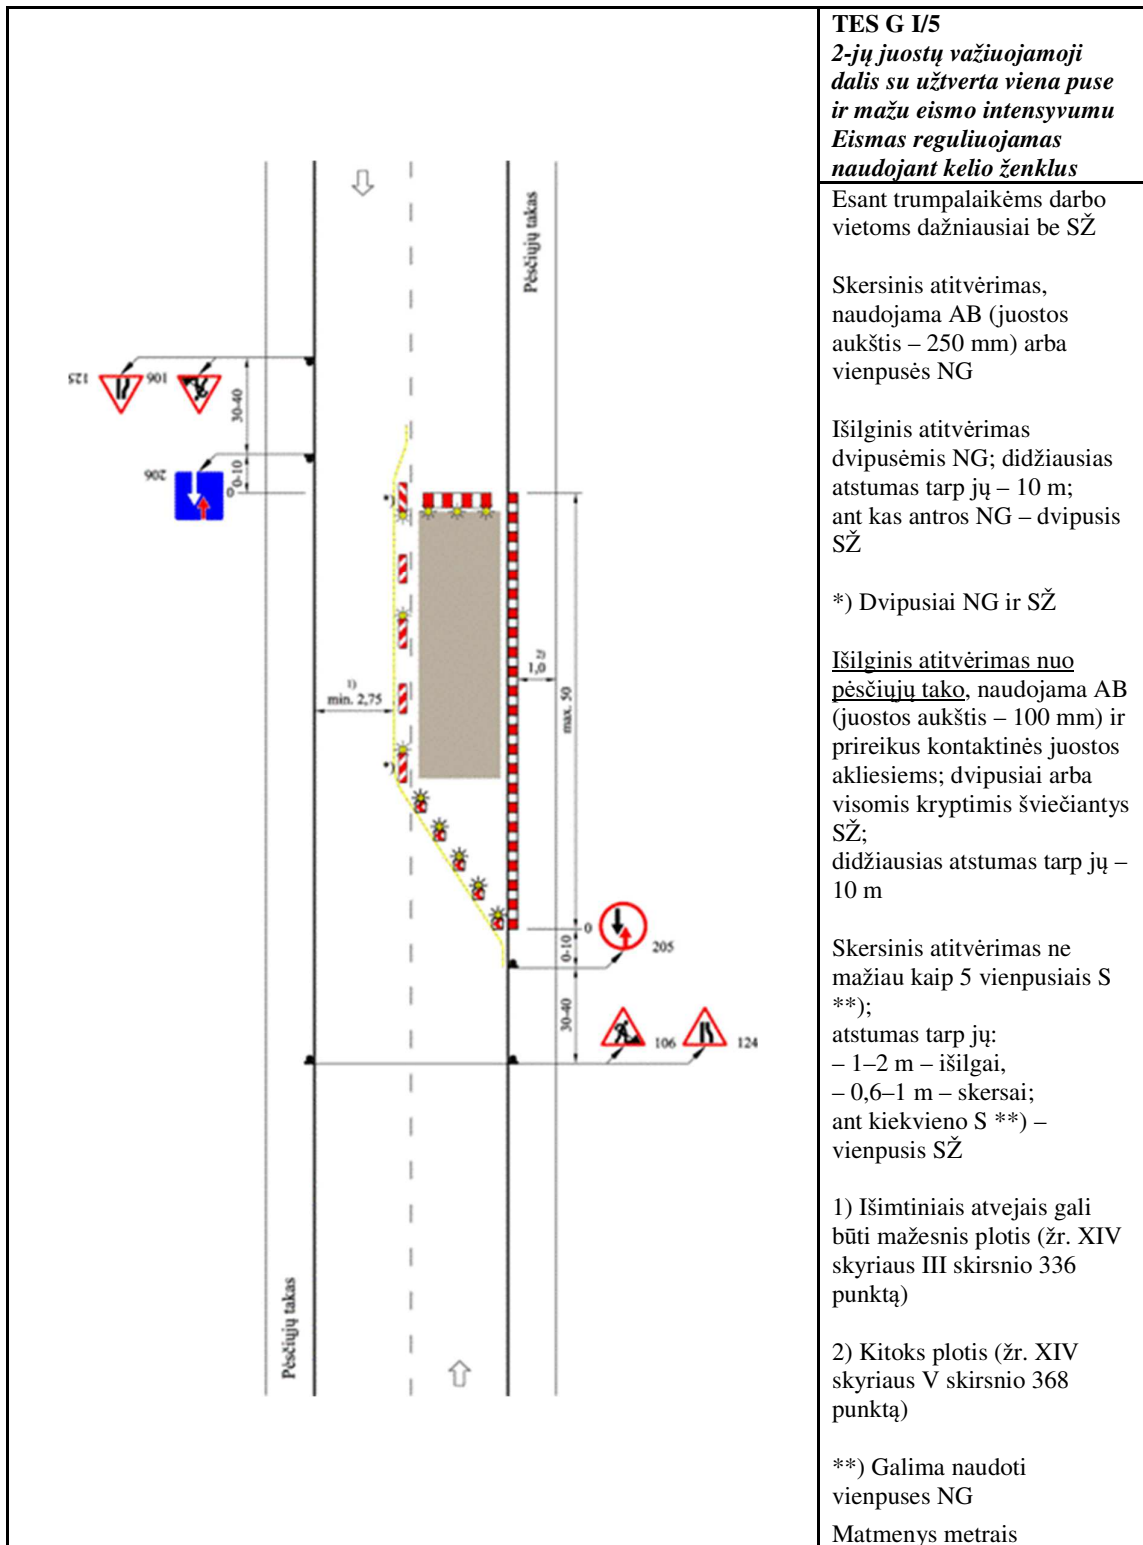 TES G I/5
2-jų juostų važiuojamoji
dalis su užtverta viena puse
ir mažu eismo intensyvumu
Eismas reguliuojamas
naudojant kelio ženklus
Esant trumpalaikėms darbo
vietoms dažniausiai be SŽ
Skersinis atitvėrimas,
naudojama AB (juostos
aukštis – 250 mm) arba
vienpusės NG
Išilginis atitvėrimas
dvipusėmis NG; didžiausias
atstumas tarp jų – 10 m;
ant kas antros NG – dvipusis
SŽ
*) Dvipusiai NG ir SŽ
Išilginis atitvėrimas nuo
pėsčiųjų tako, naudojama AB
(juostos aukštis – 100 mm) ir
prireikus kontaktinės juostos
akliesiems; dvipusiai arba
visomis kryptimis šviečiantys
SŽ;
didžiausias atstumas tarp jų –
10 m
Skersinis atitvėrimas ne
mažiau kaip 5 vienpusiais S
**);
atstumas tarp jų:
– 1–2 m – išilgai,
– 0,6–1 m – skersai;
ant kiekvieno S **) –
vienpusis SŽ
1) Išimtiniais atvejais gali
būti mažesnis plotis (žr. XIV
skyriaus III skirsnio 336
punktą)
2) Kitoks plotis (žr. XIV
skyriaus V skirsnio 368
punktą)
**) Galima naudoti
vienpuses NG
Matmenys metrais
Pėsčiųjų takas
125
106
30-40
206
0-10
0
*)
2)
1,0
1)
min. 2,75
max. 50
*)
0
205
0-10
30-40
106
124
Pėsčiųjų takas